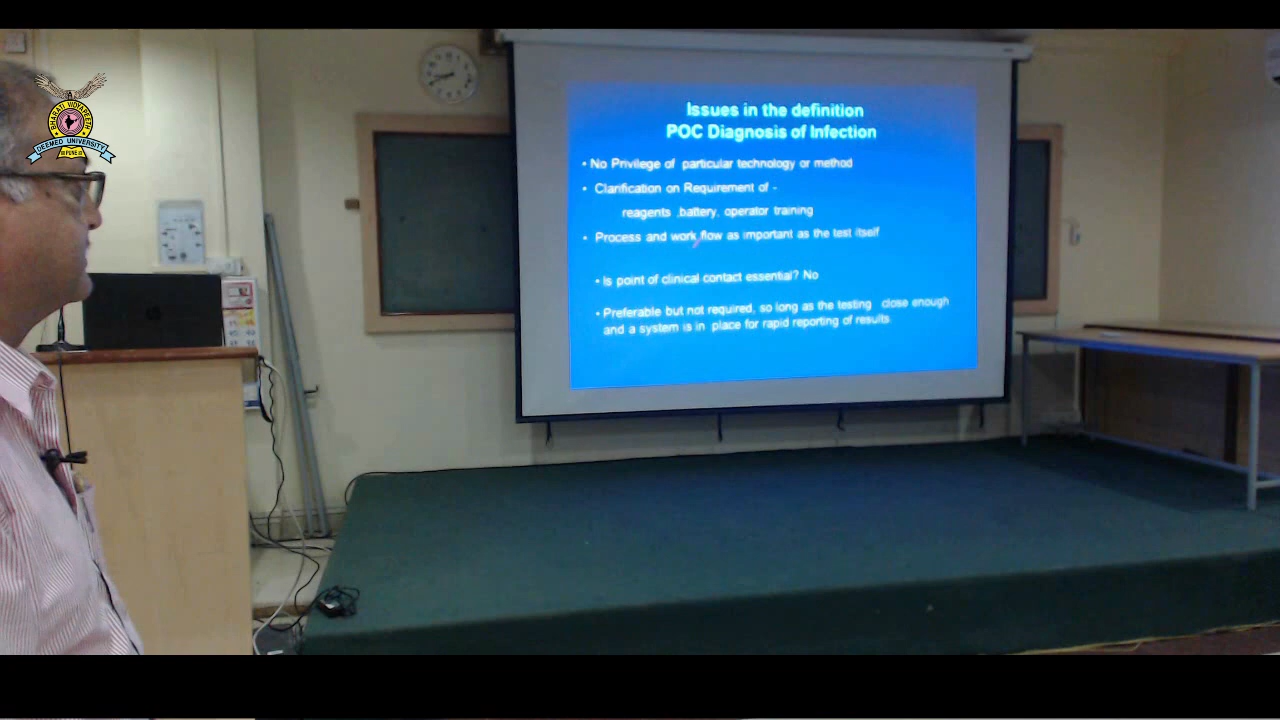 BHARATI VIDYAPEETH
DEEMED UNIVERSITY
Issues in the definition
POC Diagnosis of Infection
• No Privilege of particular technology or method
• Clarification on Requirement of -
reagents ,battery, operator training
• Process and work flow as important as the test itself
• Is point of clinical contact essential? No
• Preferable but not required, so long as the testing close enough
and a system is in place for rapid reporting of results